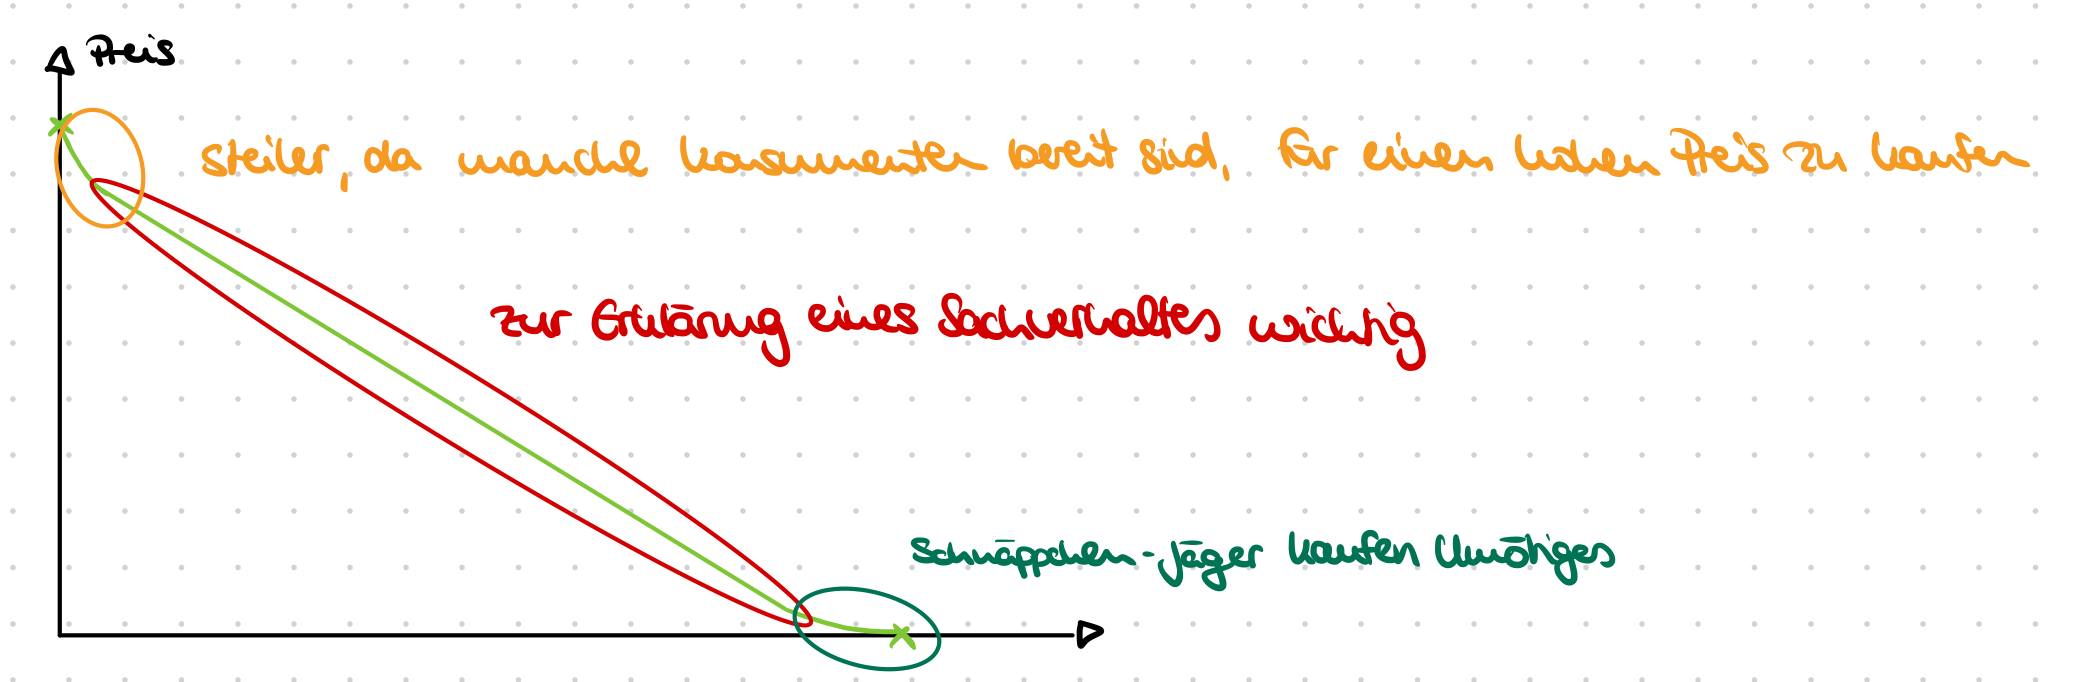 Preis
steiler, da manche Konsumenten bereit sind, für einen hohen Preis zu kaufen
zur Erklärung eines Sachverhaltes wichtig
Schnäppchen-Jäger kaufen Unnötiges